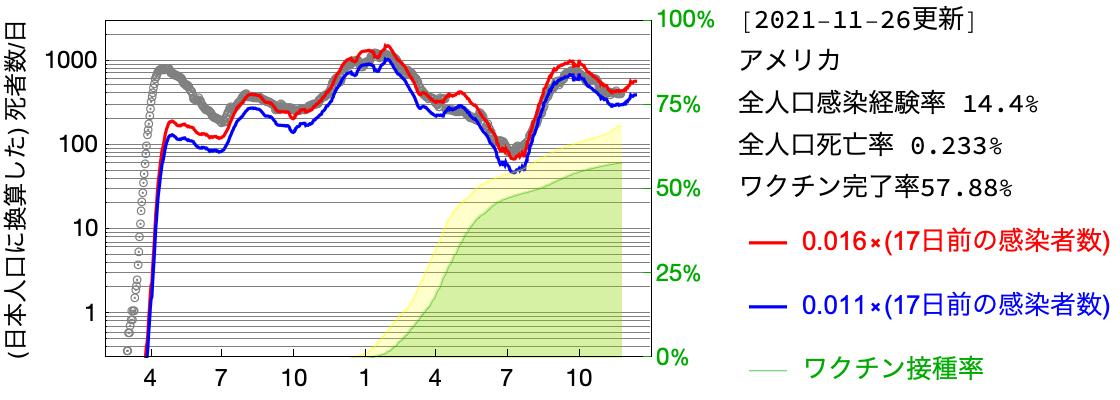 (日本人口に換算した) 死者数/日
1000
100
10
1
100%
75%
50%
25%
0%
4 7 10 1 4 7 10
[2021-11-26更新]
アメリカ
全人口感染経験率 14.4%
全人口死亡率 0.233%
ワクチン完了率57.88%
0.016×(17日前の感染者数)
0.011×(17日前の感染者数)
ワクチン接種率